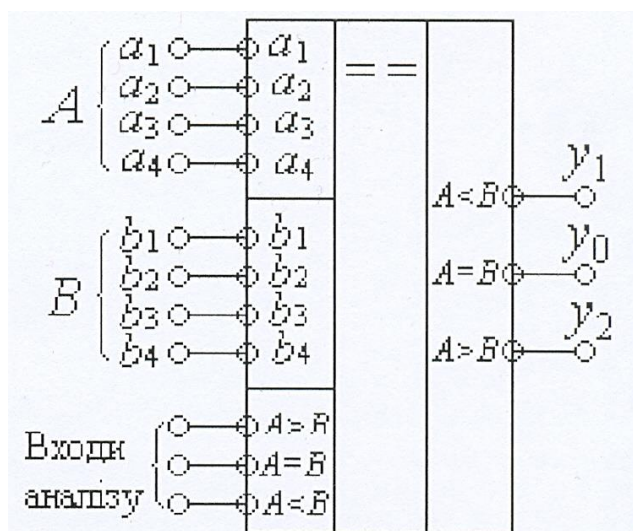 A
a1 a1
a2 a2
a3 a3
a4 a4
==
B
b1 b1
b2 b2
b3 b3
b4 b4
A<B y1
A=B y0
A>B y2
Входи
аналізу
A>B
A=B
A<B